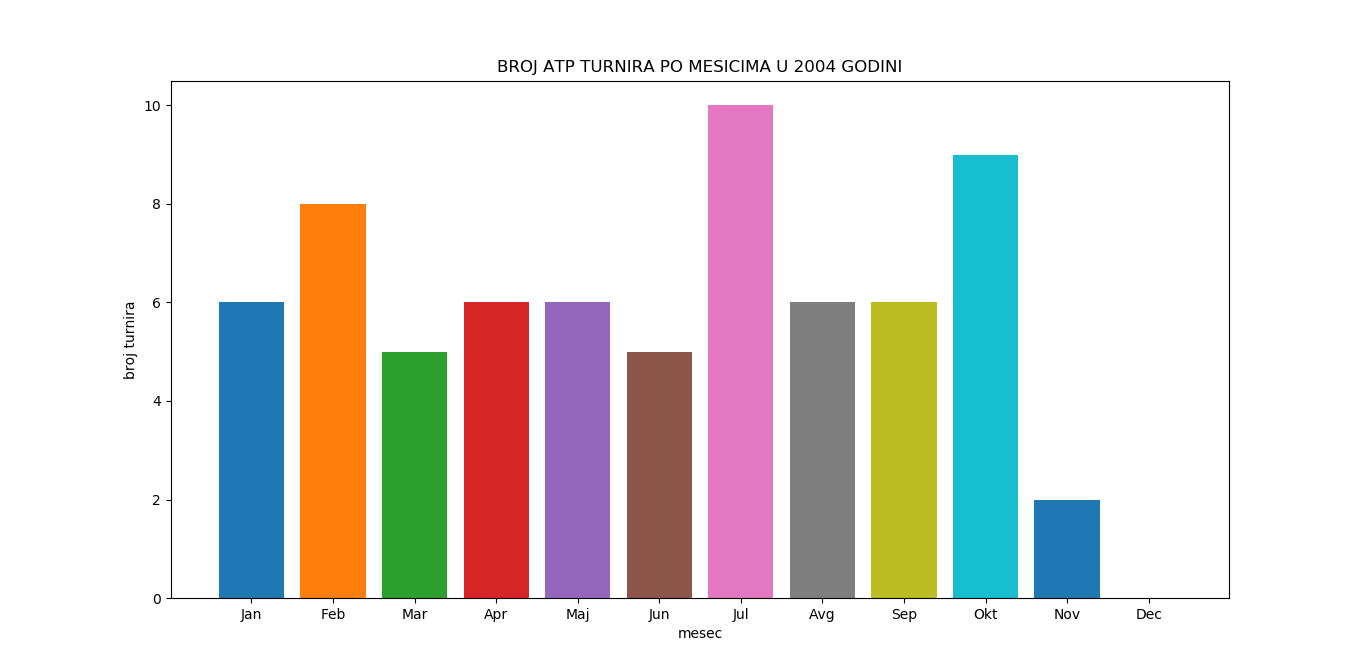 BROJ ATP TURNIRA PO MESICIMA U 2004 GODINI
10
8
6
4
2
0
broj turnira
Jan Feb Mar Apr Maj Jun Jul Avg Sep Okt Nov Dec
mesec